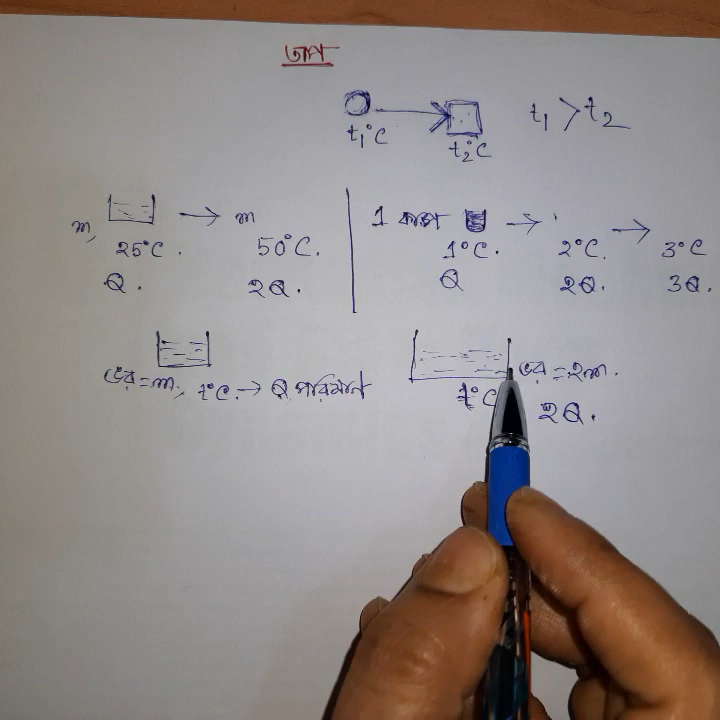 তাপ
t₁°C t₂°C t₁ > t₂
m, 25°C. → m 50°C.
Q. 2Q.
1 কাপ 1°C. → 2°C. → 3°C
Q 2Q. 3Q.
ভর = m, 1°C. → Q পরিমাণ
ভর = 2m.
1°C 2Q.